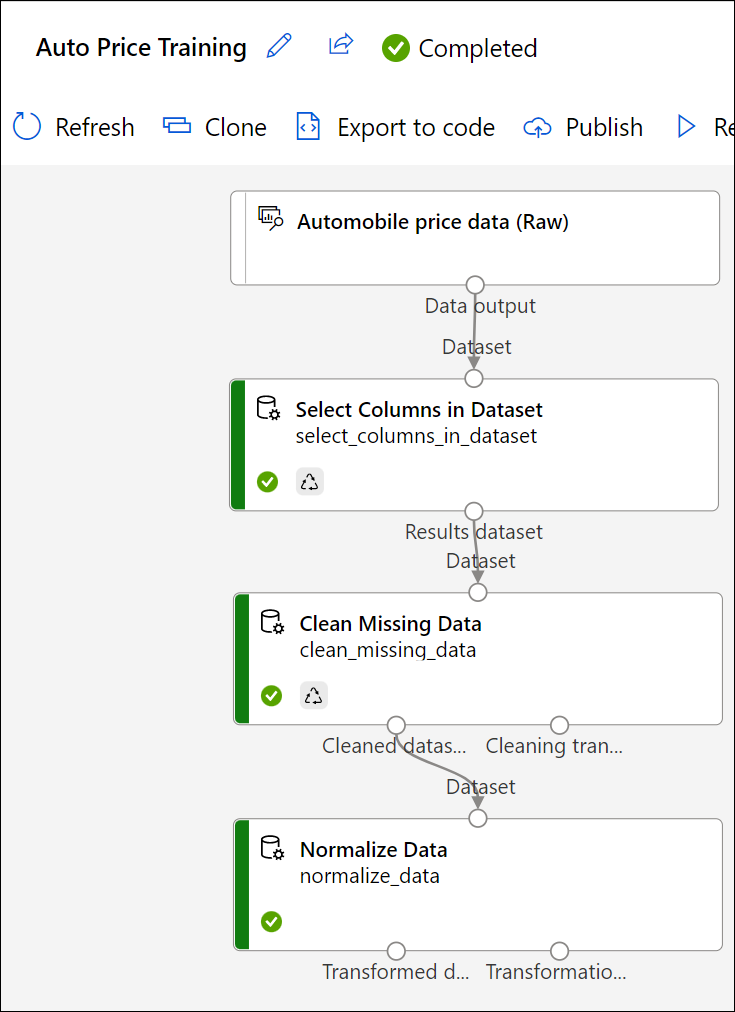 Auto Price Training Completed
Refresh Clone Export to code Publish Re
Automobile price data (Raw)
Data output
Dataset
Select Columns in Dataset
select_columns_in_dataset
Results dataset
Dataset
Clean Missing Data
clean_missing_data
Cleaned datas... Cleaning tran...
Dataset
Normalize Data
normalize_data
Transformed d... Transformatio...